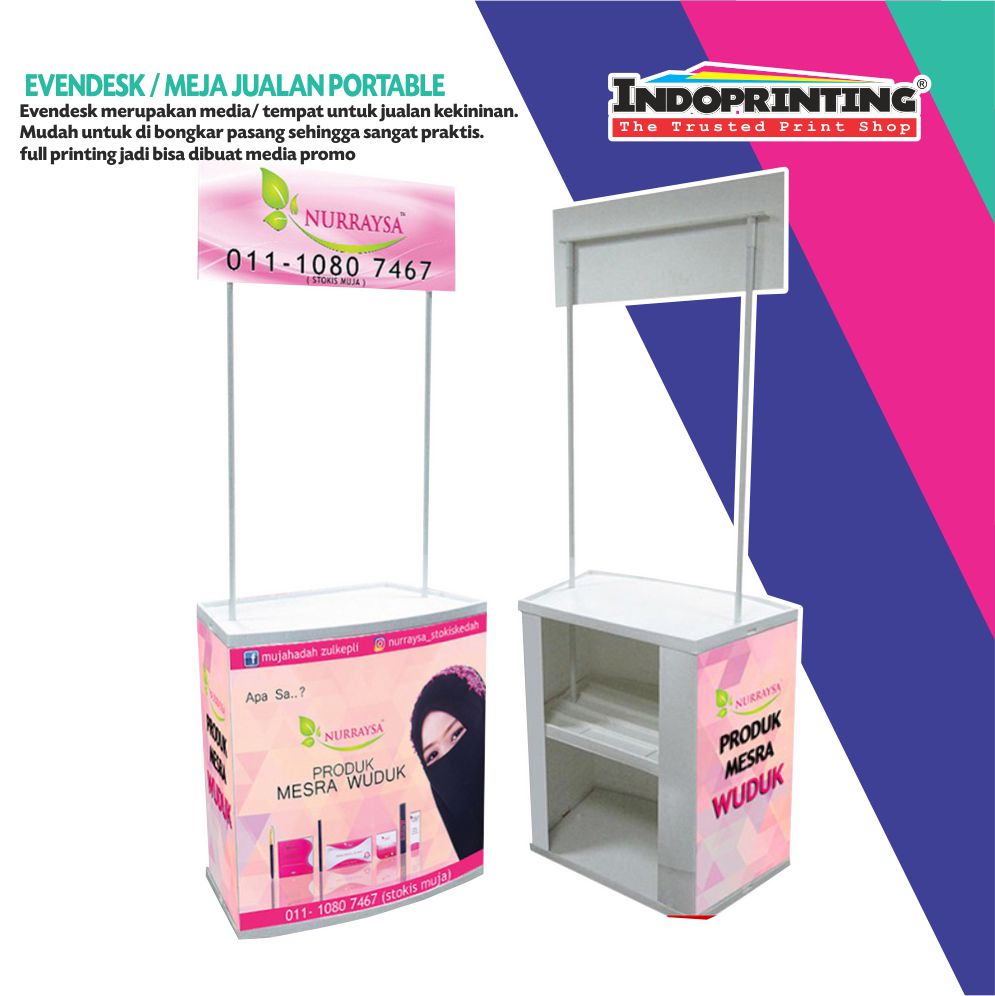 EVENDESK / MEJA JUALAN PORTABLE
Evendesk merupakan media/ tempat untuk jualan kekininan.
Mudah untuk di bongkar pasang sehingga sangat praktis.
full printing jadi bisa dibuat media promo
INDOPRINTING®
The Trusted Print Shop
NURRAYSA
011-1080 7467
( STOKIS MUJA )
mujahadah zulkepli
nurraysa_stokiskedah
Apa Sa..?
NURRAYSA
PRODUK
MESRA WUDUK
011- 1080 7467 (stokis muja)
PRODUK
MESRA
WUDUK
NURRAYSA
PRODUK
MESRA
WUDUK